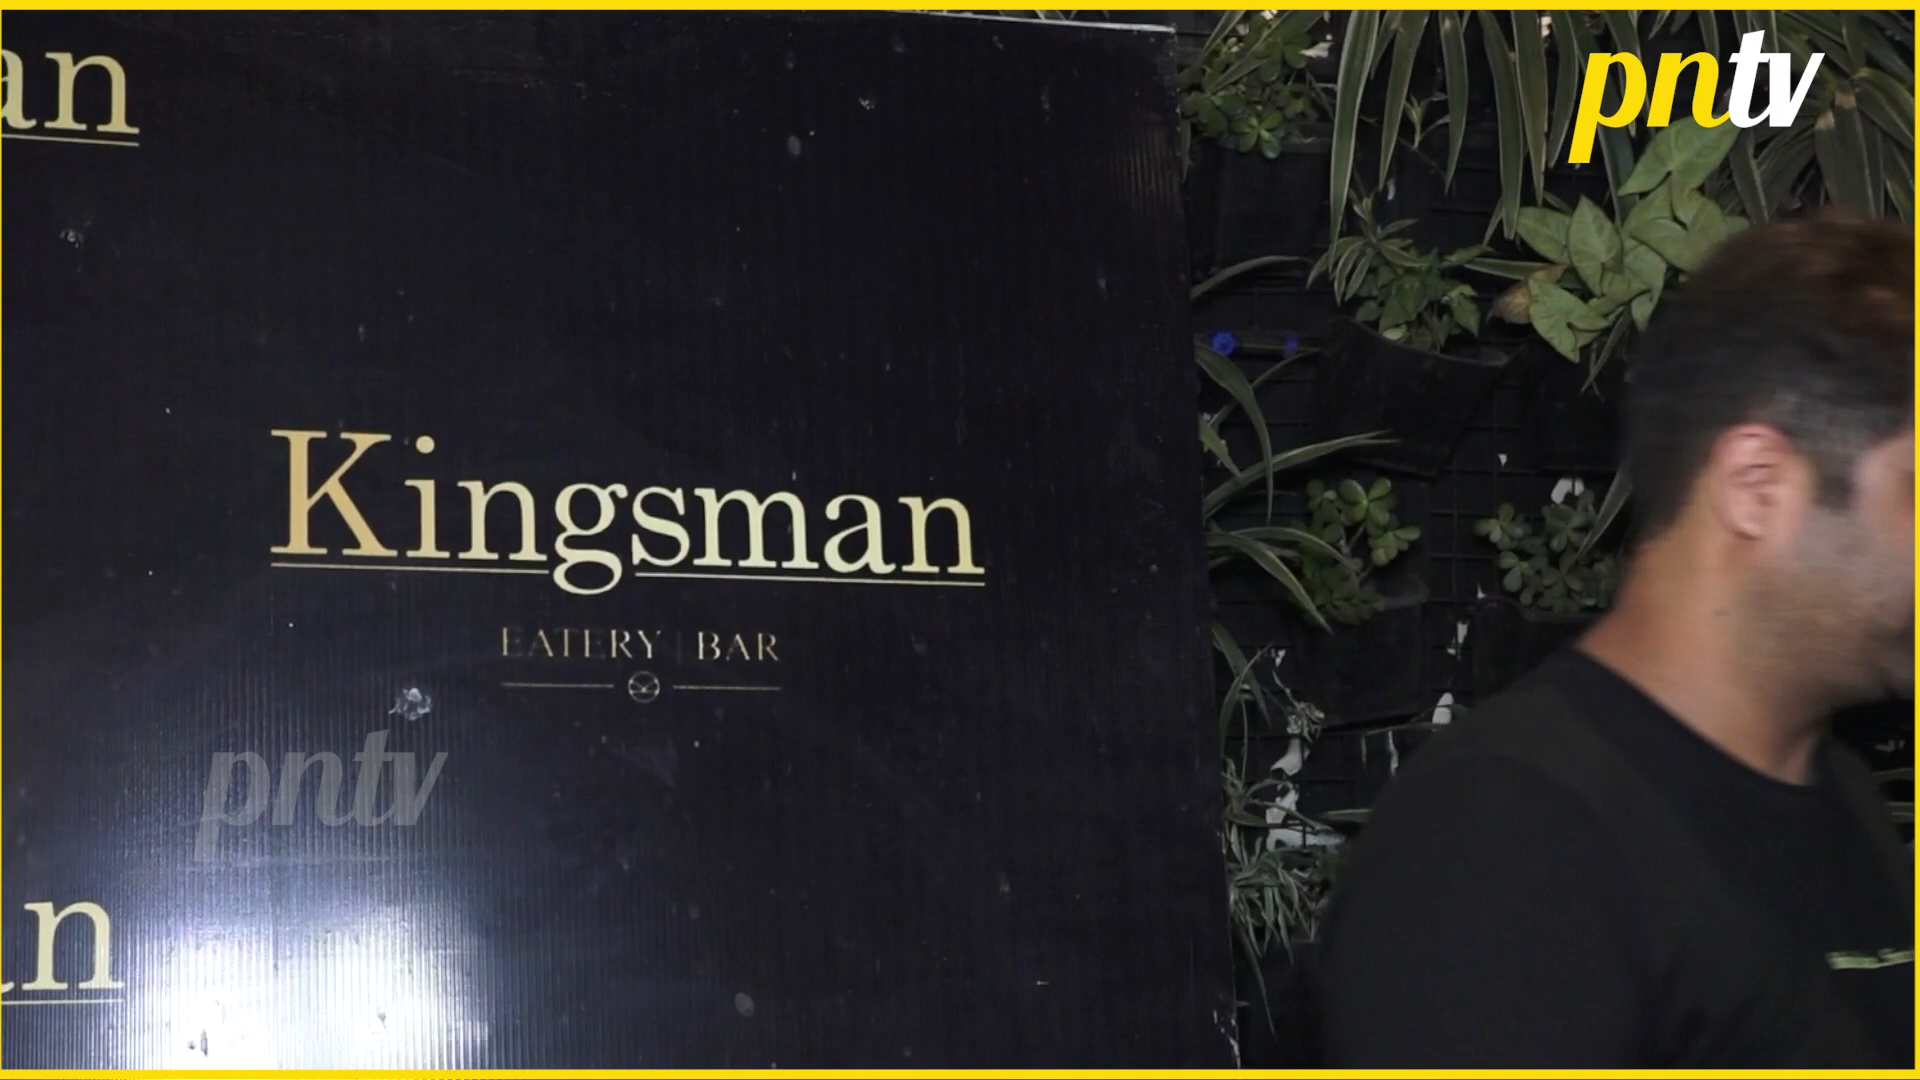 an
pntv
Kingsman
EATERY | BAR
pntv
n